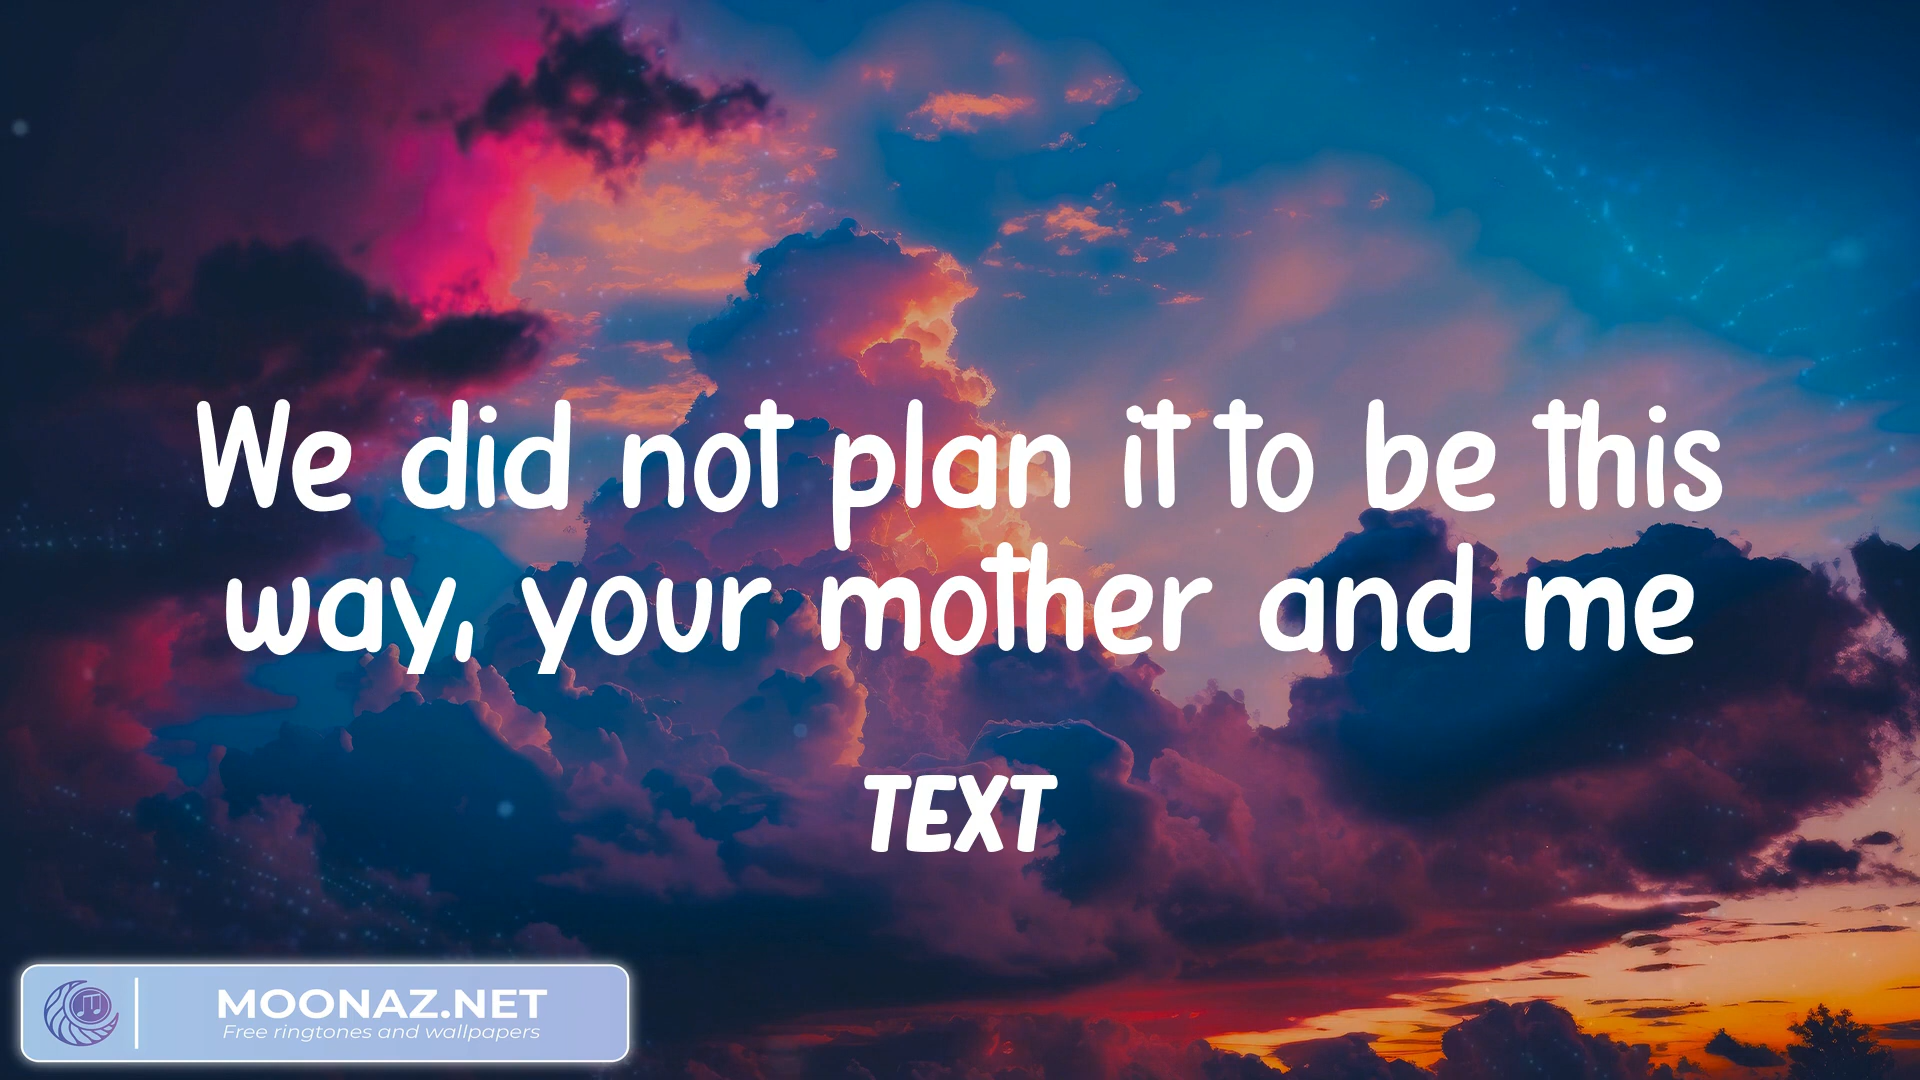 We did not plan it to be this
way, your mother and me
TEXT
MOONAZ.NET
Free ringtones and wallpapers